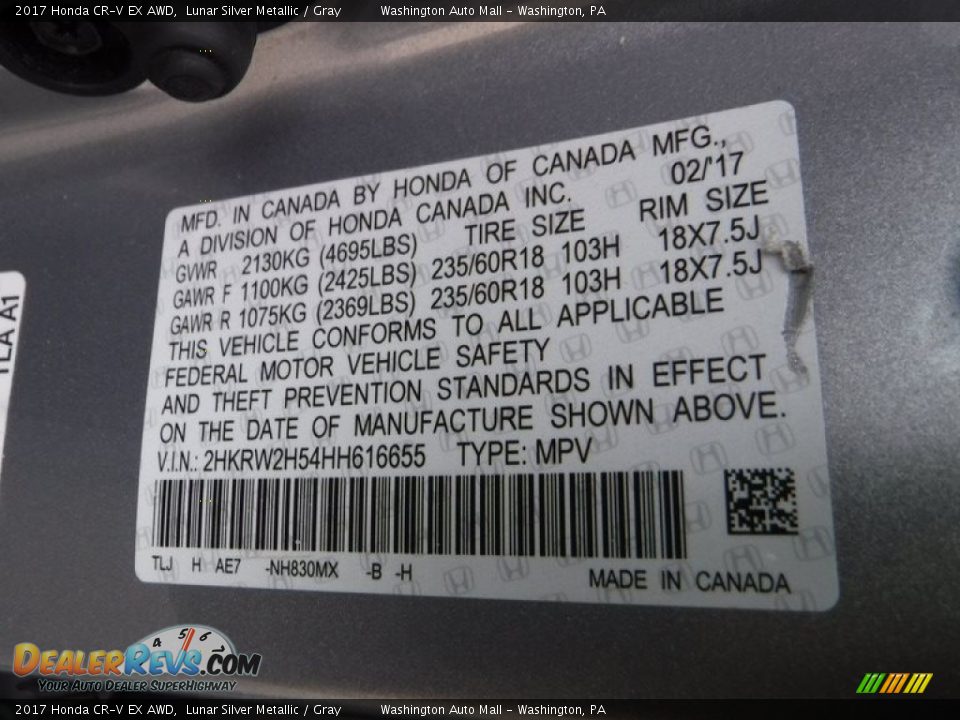 2017 Honda CR-V EX AWD, Lunar Silver Metallic / Gray Washington Auto Mall - Washington, PA
MFD. IN CANADA BY HONDA OF CANADA MFG.,
A DIVISION OF HONDA CANADA INC. 02/'17
GWVR 2130KG (4695LBS) TIRE SIZE RIM SIZE
GAWR F 1100KG (2425LBS) 235/60R18 103H 18X7.5J
GAWR R 1075KG (2369LBS) 235/60R18 103H 18X7.5J
THIS VEHICLE CONFORMS TO ALL APPLICABLE
FEDERAL MOTOR VEHICLE SAFETY
AND THEFT PREVENTION STANDARDS IN EFFECT
ON THE DATE OF MANUFACTURE SHOWN ABOVE.
V.I.N.: 2HKRW2H54HH616655 TYPE: MPV
TLJ H AE7 -NH830MX -B -H
MADE IN CANADA
TLA A1
4 5 6
DEALERREVS.COM
YOUR AUTO DEALER SUPERHIGHWAY
2017 Honda CR-V EX AWD, Lunar Silver Metallic / Gray Washington Auto Mall - Washington, PA